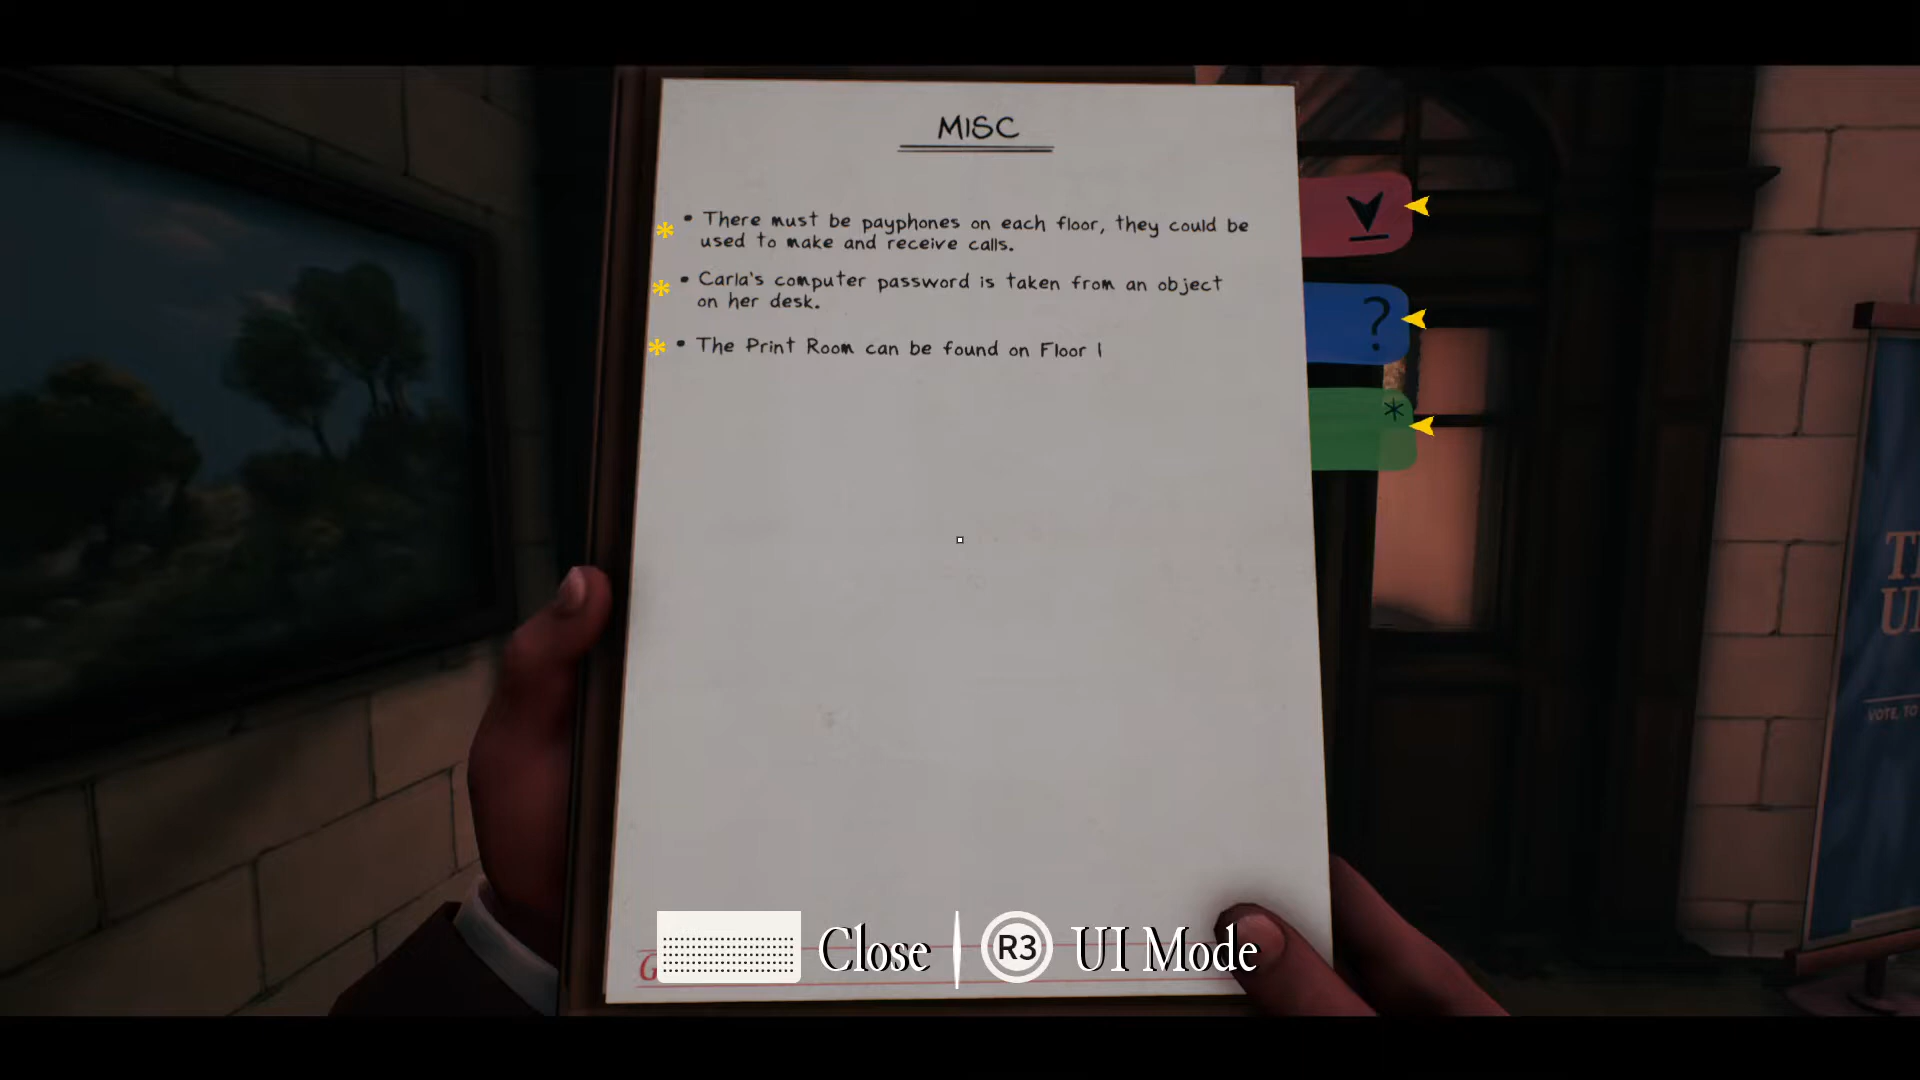 MISC
* • There must be payphones on each floor, they could be
used to make and receive calls.
* • Carla's computer password is taken from an object
on her desk.
* • The Print Room can be found on Floor 1
?
*
VOTE, TO
Close
R3 UI Mode